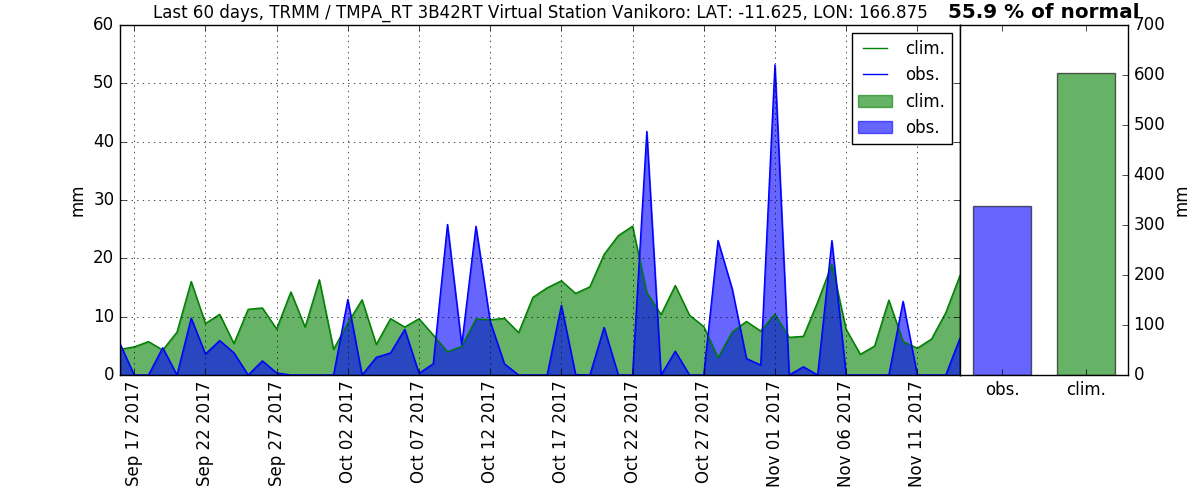 Last 60 days, TRMM / TMPA_RT 3B42RT Virtual Station Vanikoro: LAT: -11.625, LON: 166.875
55.9 % of normal
60
50
40
30
20
10
0
mm
clim.
obs.
clim.
obs.
700
600
500
400
300
200
100
0
mm
obs.
clim.
Sep 17 2017
Sep 22 2017
Sep 27 2017
Oct 02 2017
Oct 07 2017
Oct 12 2017
Oct 17 2017
Oct 22 2017
Oct 27 2017
Nov 01 2017
Nov 06 2017
Nov 11 2017